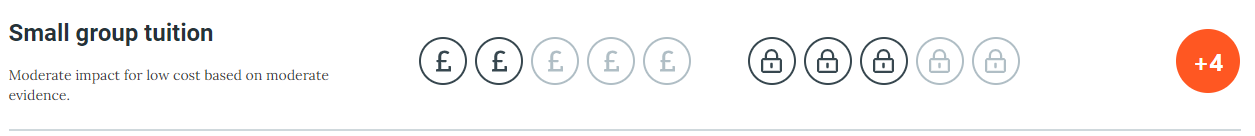 Small group tuition
Moderate impact for low cost based on moderate
evidence.
£ £ £ £ £
+4